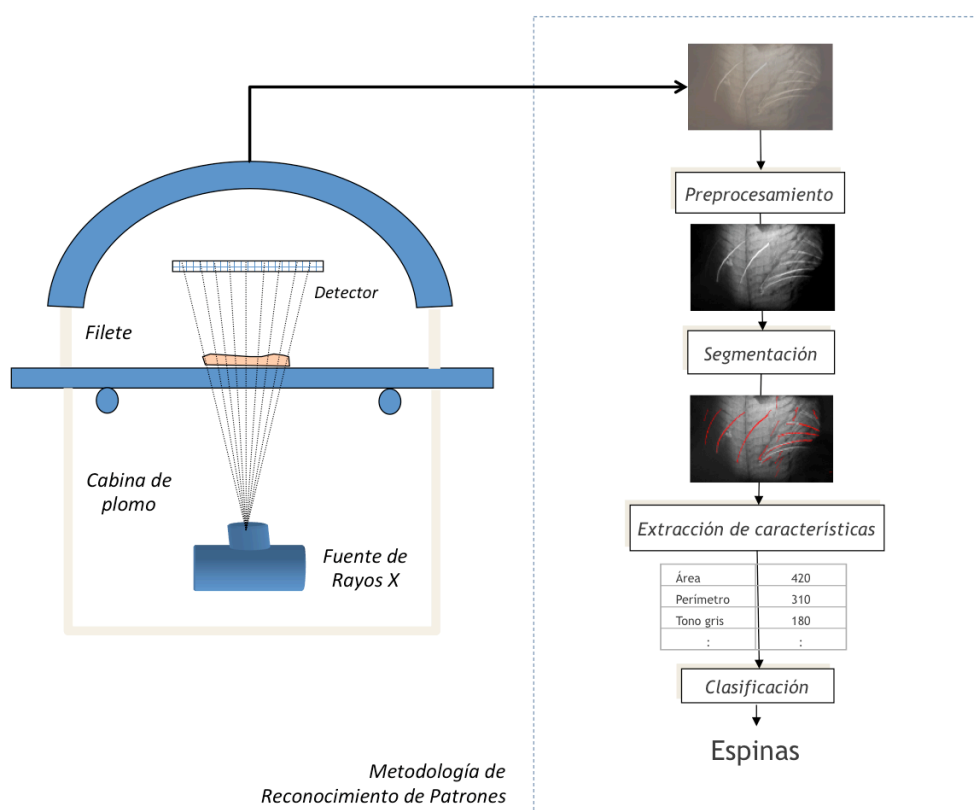 Detector
Filete
Cabina de
plomo
Fuente de
Rayos X
Metodología de
Reconocimiento de Patrones
Preprocesamiento
Segmentación
Extracción de características
Área 420
Perímetro 310
Tono gris 180
: :
Clasificación
Espinas